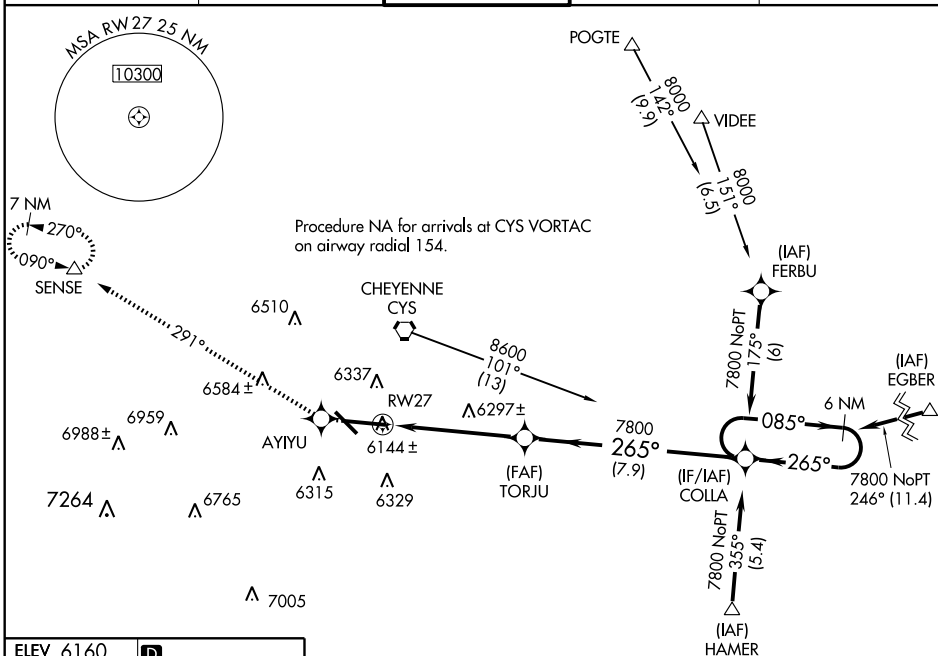 MSA RW27 25 NM
10300
POGTE
8000
142°
(9.9)
VIDEE
8000
151°
(6.5)
7 NM
270°
090°
SENSE
Procedure NA for arrivals at CYS VORTAC
on airway radial 154.
(IAF)
FERBU
CHEYENNE
CYS
6510
291°
8600
101°
(13)
7800 NoPT
175°
(6)
(IAF)
EGBER
6584±
6337
RW27
6297±
7800
265°
(7.9)
6 NM
085°
265°
6988±
6959
AYIYU
6144±
(FAF)
TORJU
(IF/IAF)
COLLA
7800 NoPT
246° (11.4)
7264
6765
6315
6329
7800 NoPT
355°
(5.4)
7005
(IAF)
HAMER
ELEV 6160
D